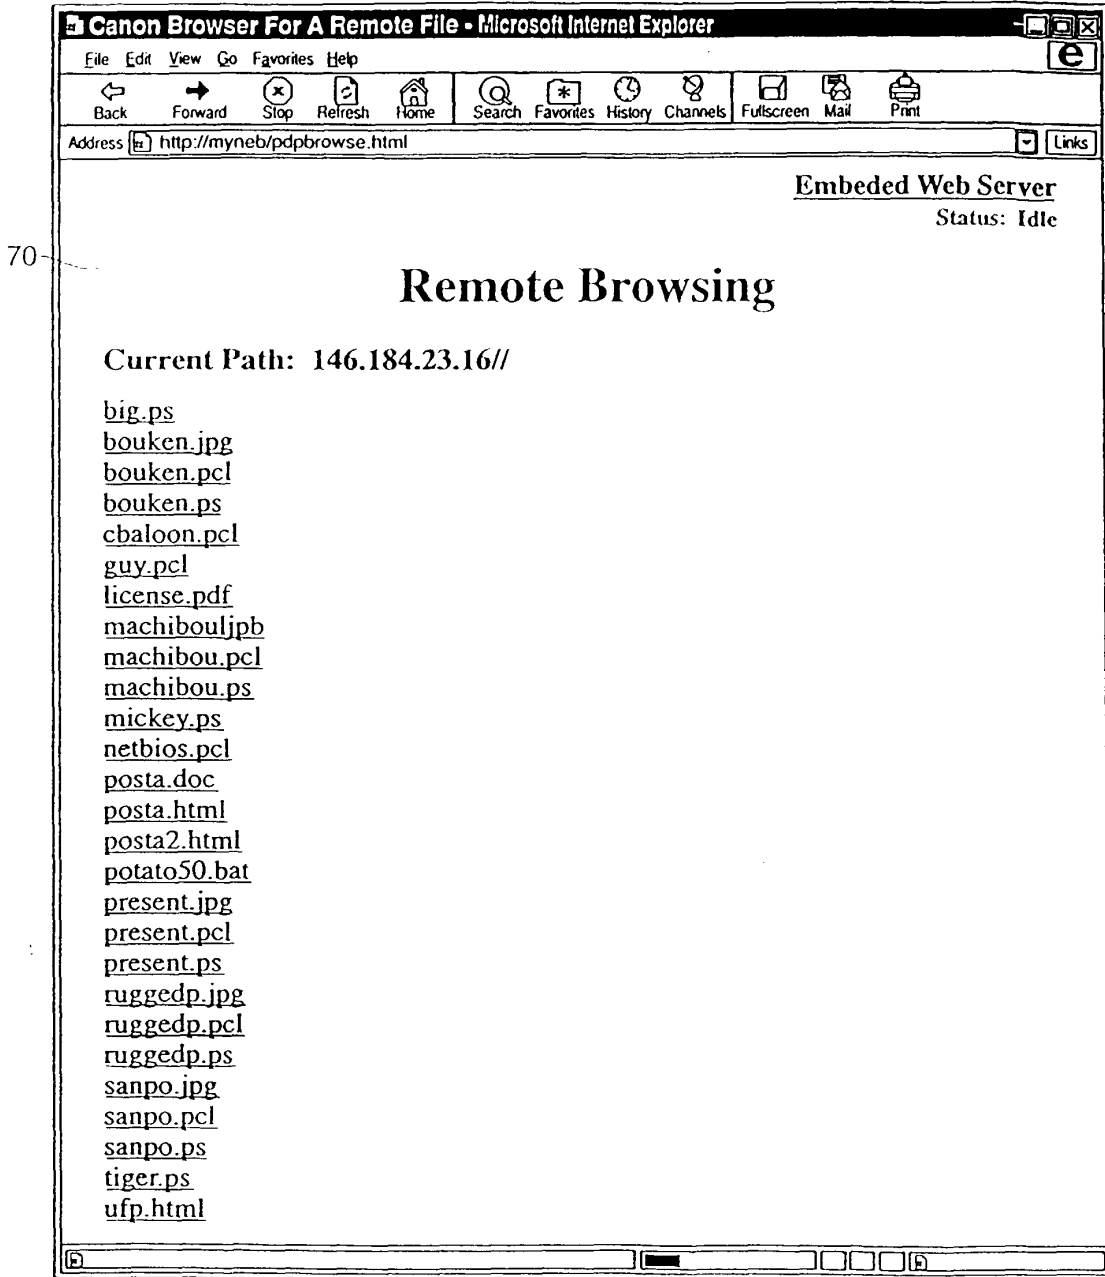 Canon Browser For A Remote File - Microsoft Internet Explorer
File Edit View Go Favorites Help
Back Forward Stop Refresh Home Search Favorites History Channels Fullscreen Mail Print
Address http://myneb/pdpbrowse.html Links
Embeded Web Server
Status: Idle
70
Remote Browsing
Current Path: 146.184.23.16//
big.ps
bouken.jpg
bouken.pcl
bouken.ps
cbaloon.pcl
guy.pcl
license.pdf
machibouljpb
machibou.pcl
machibou.ps
mickey.ps
netbios.pcl
posta.doc
posta.html
posta2.html
potato50.bat
present.jpg
present.pcl
present.ps
ruggedp.jpg
ruggedp.pcl
ruggedp.ps
sanpo.jpg
sanpo.pcl
sanpo.ps
tiger.ps
ufp.html